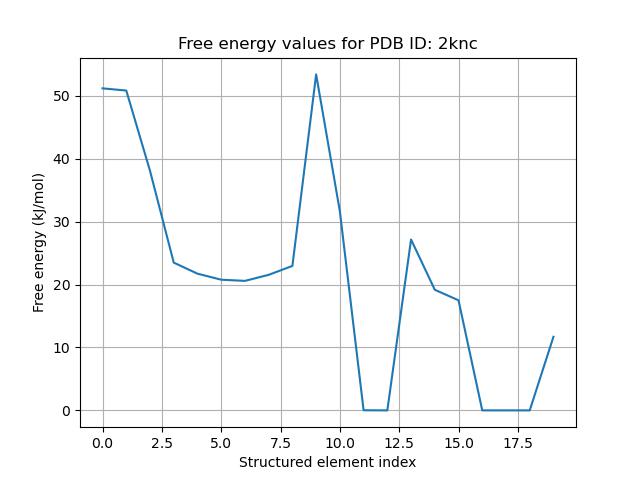 Free energy values for PDB ID: 2knc
Free energy (kJ/mol)
50
40
30
20
10
0
0.0 2.5 5.0 7.5 10.0 12.5 15.0 17.5
Structured element index